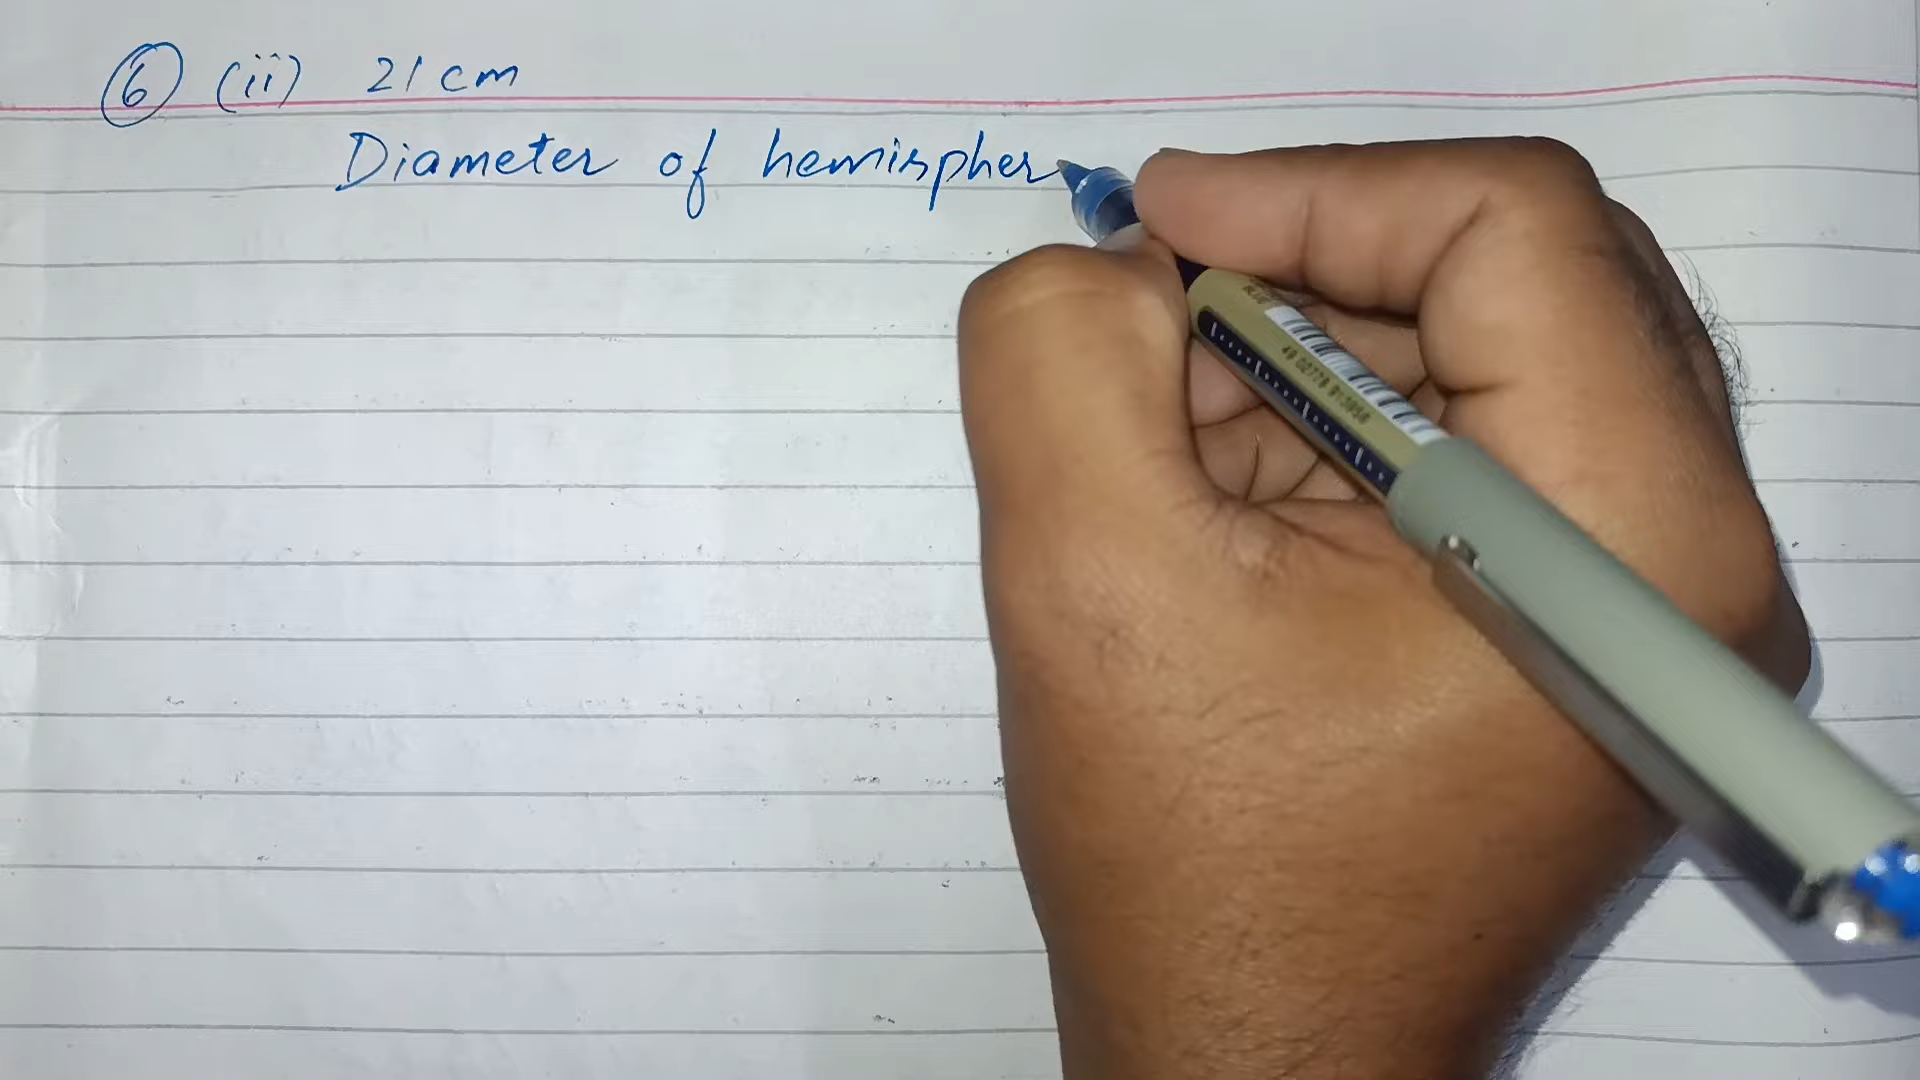 6 (ii) 21 cm
Diameter of hemispher